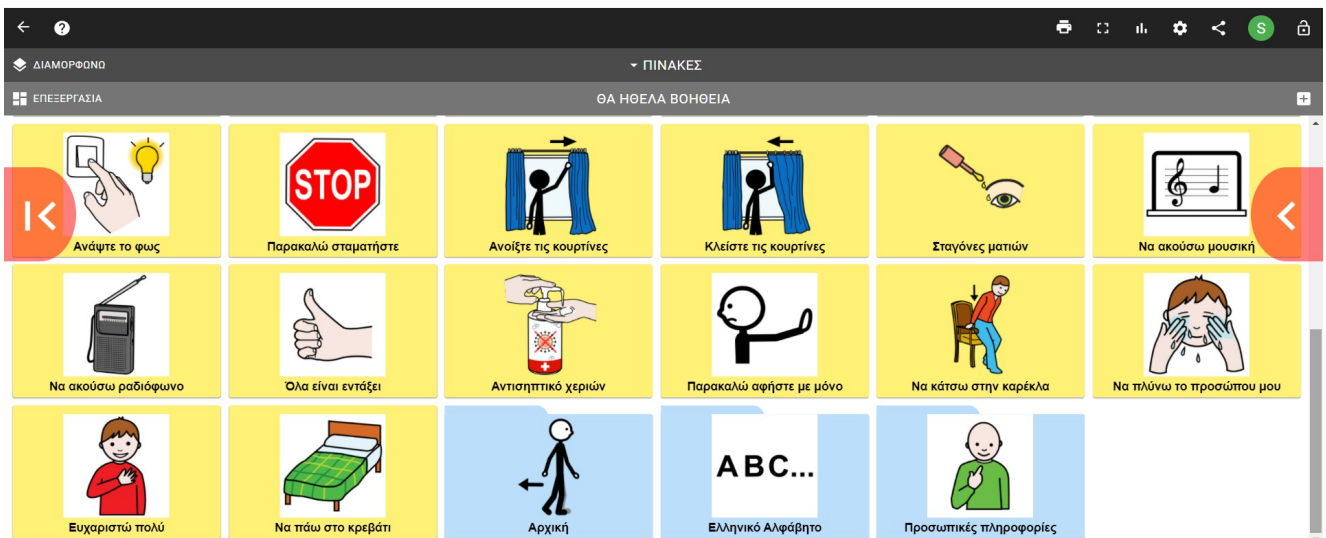 S
ΔΙΑΜΟΡΦΩΝΩ
ΠΙΝΑΚΕΣ
ΕΠΕΞΕΡΓΑΣΙΑ
ΘΑ ΗΘΕΛΑ ΒΟΗΘΕΙΑ
STOP
Ανάψτε το φως
Παρακαλώ σταματήστε
Ανοίξτε τις κουρτίνες
Κλείστε τις κουρτίνες
Σταγόνες ματιών
Να ακούσω μουσική
Να ακούσω ραδιόφωνο
Όλα είναι εντάξει
Αντισηπτικό χεριών
Παρακαλώ αφήστε με μόνο
Να κάτσω στην καρέκλα
Να πλύνω το προσώπου μου
ABC...
Ευχαριστώ πολύ
Να πάω στο κρεβάτι
Αρχική
Ελληνικό Αλφάβητο
Προσωπικές πληροφορίες